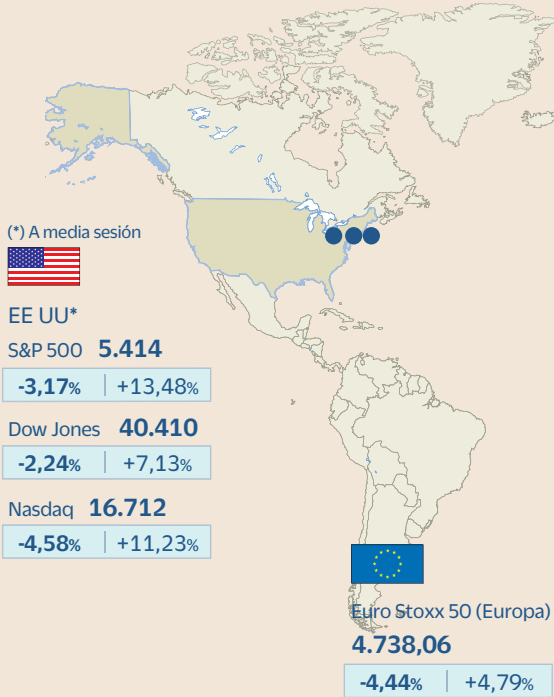 (*) A media sesión
EE UU*
S&P 500 5.414
-3,17% +13,48%
Dow Jones 40.410
-2,24% +7,13%
Nasdaq 16.712
-4,58% +11,23%
Euro Stoxx 50 (Europa)
4.738,06
-4,44% +4,79%